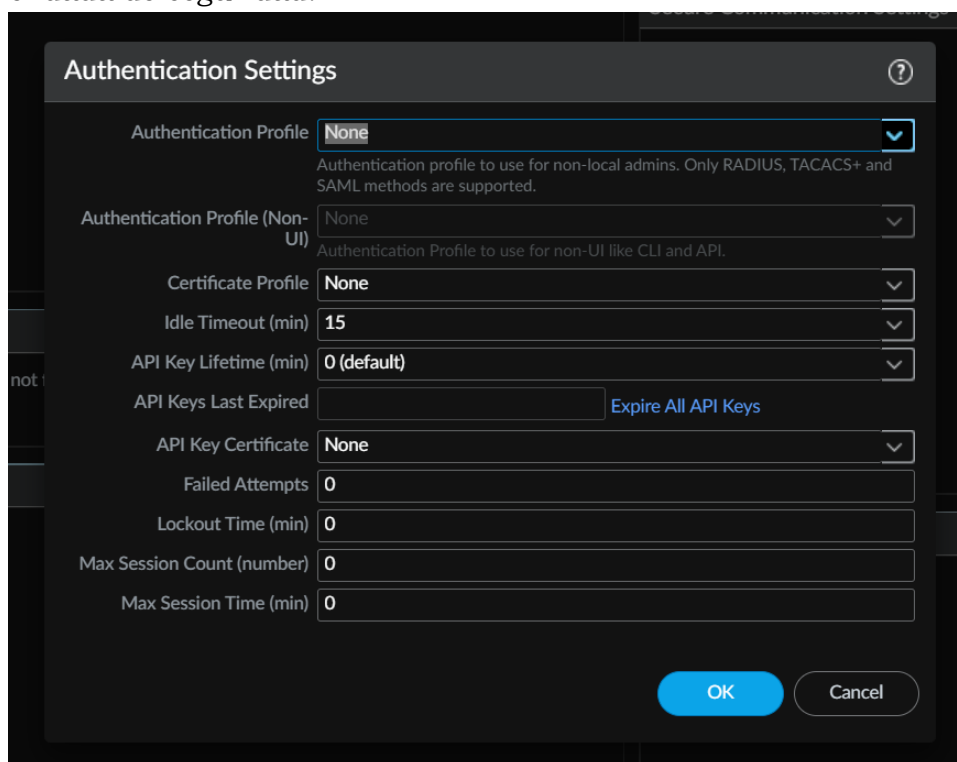 Authentication Settings
Authentication Profile None
Authentication profile to use for non-local admins. Only RADIUS, TACACS+ and
SAML methods are supported.
Authentication Profile (Non-
UI) None
Authentication Profile to use for non-UI like CLI and API.
Certificate Profile None
Idle Timeout (min) 15
API Key Lifetime (min) 0 (default)
not
API Keys Last Expired Expire All API Keys
API Key Certificate None
Failed Attempts 0
Lockout Time (min) 0
Max Session Count (number) 0
Max Session Time (min) 0
OK Cancel